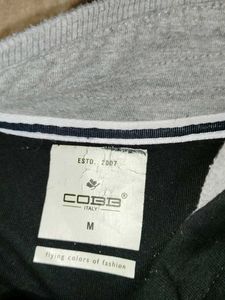 ESTD. 2007
COBB®
ITALY
M
flying colors of fashion